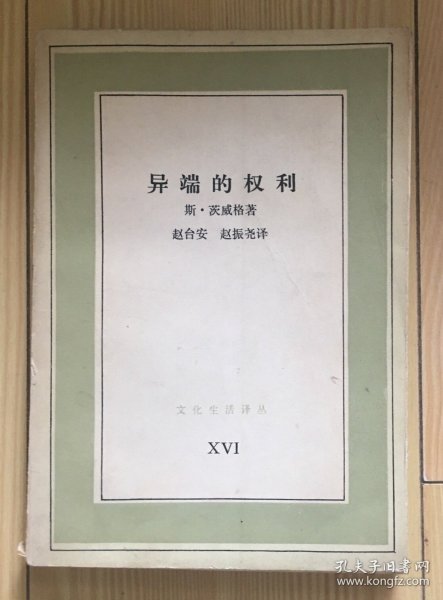 异端的权利
斯·茨威格著
赵台安 赵振尧译
文化生活译丛
XVI
孔夫子旧书网
www.kongfz.com